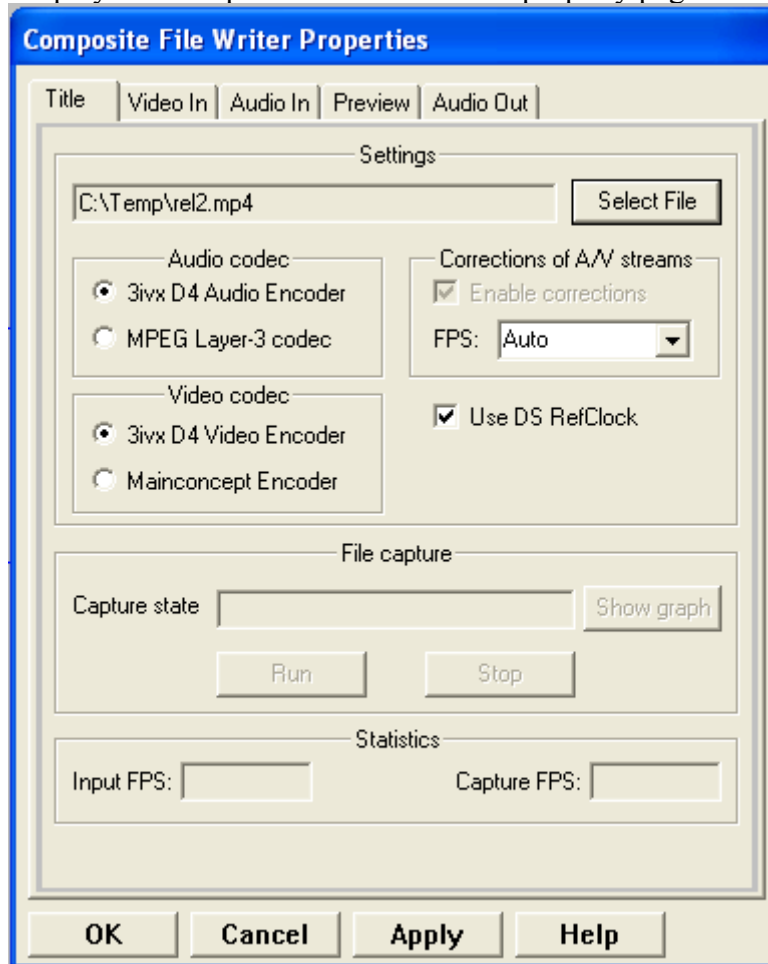 Composite File Writer Properties
Title Video In Audio In Preview Audio Out
Settings
C:\Temp\rel2.mp4 Select File
Audio codec
3ivx D4 Audio Encoder
MPEG Layer-3 codec
Corrections of A/V streams
Enable corrections
FPS: Auto
Video codec
3ivx D4 Video Encoder
Mainconcept Encoder
Use DS RefClock
File capture
Capture state Show graph
Run Stop
Statistics
Input FPS: Capture FPS:
OK Cancel Apply Help